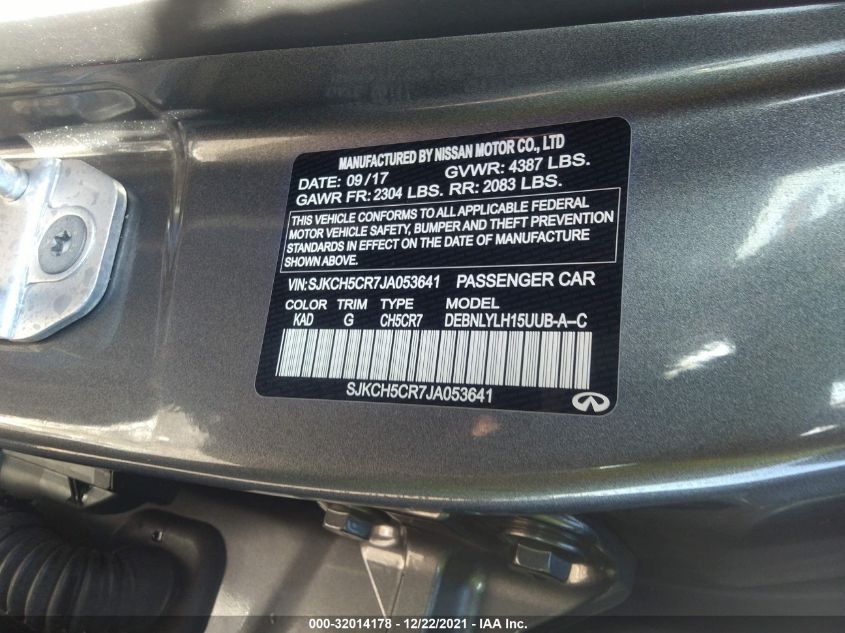 MANUFACTURED BY NISSAN MOTOR CO., LTD
DATE: 09/17 GVWR: 4387 LBS.
GAWR FR: 2304 LBS. RR: 2083 LBS.
THIS VEHICLE CONFORMS TO ALL APPLICABLE FEDERAL
MOTOR VEHICLE SAFETY, BUMPER AND THEFT PREVENTION
STANDARDS IN EFFECT ON THE DATE OF MANUFACTURE
SHOWN ABOVE.
VIN:SJKCH5CR7JA053641 PASSENGER CAR
COLOR TRIM TYPE MODEL
KAD G CH5CR7 DEBNLYLH15UUB-A-C
SJKCH5CR7JA053641
000-32014178 - 12/22/2021 - IAA Inc.